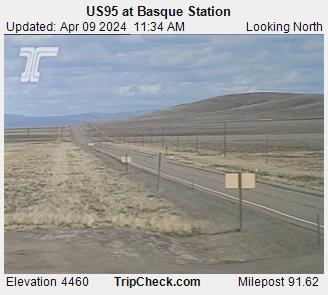 US95 at Basque Station
Updated: Apr 09 2024 11:34 AM Looking North
Elevation 4460 TripCheck.com Milepost 91.62